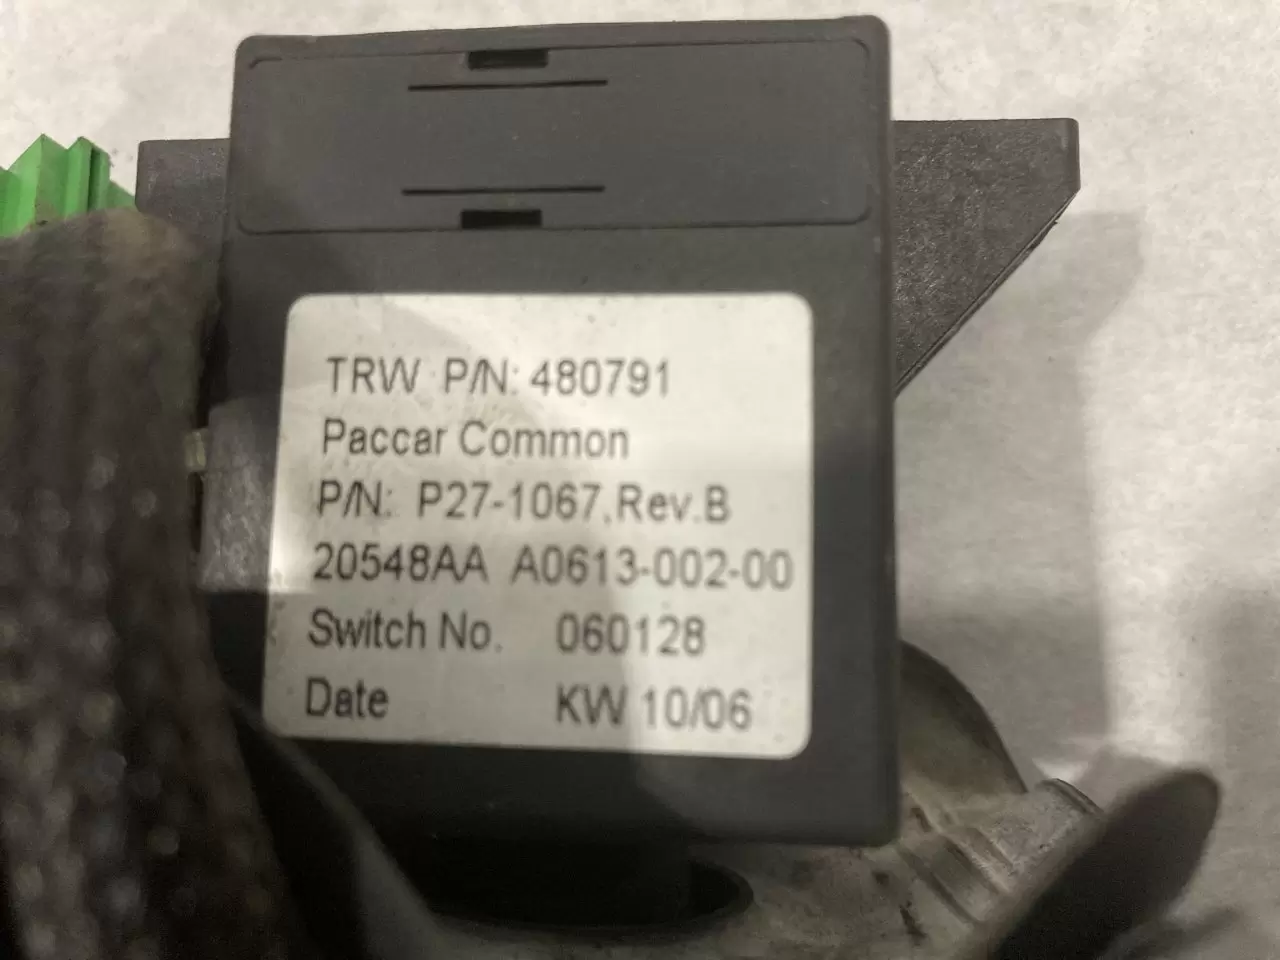 TRW P/N: 480791
Paccar Common
P/N: P27-1067,Rev.B
20548AA A0613-002-00
Switch No. 060128
Date KW 10/06